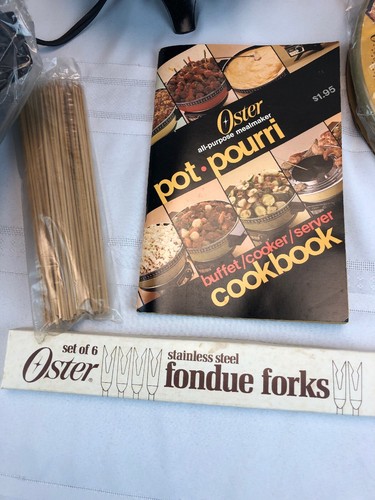 $1.95
Oster
all-purpose mealmaker
pot·pourri
buffet/cooker/server
cookbook
set of 6
Oster®
stainless steel
fondue forks